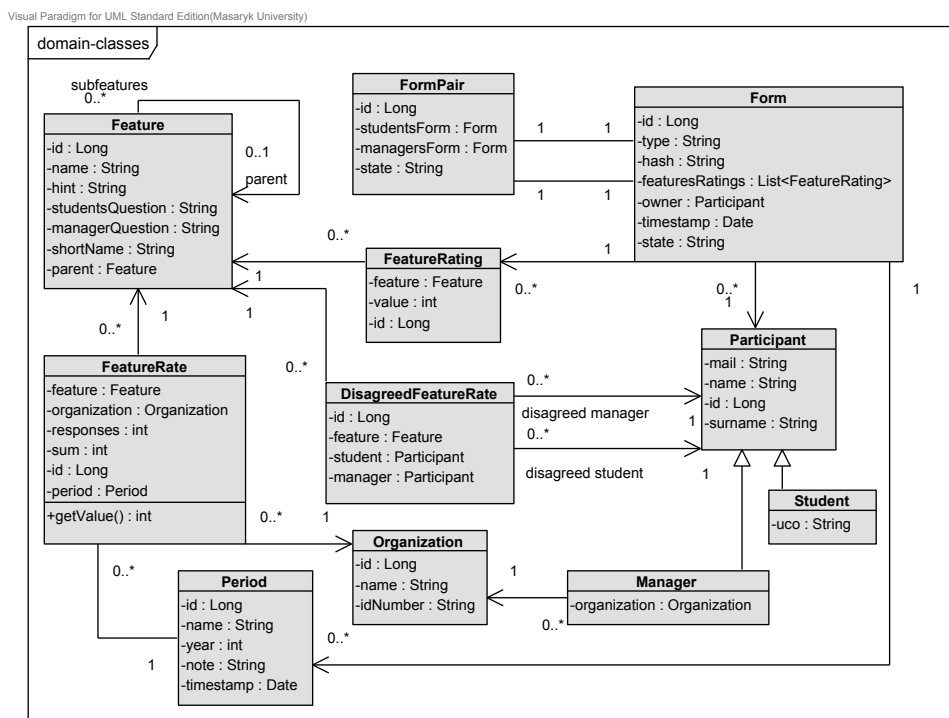 Visual Paradigm for UML Standard Edition(Masaryk University)
domain-classes
subfeatures
0..*
Feature
-id : Long
-name : String
-hint : String
-studentsQuestion : String
-managerQuestion : String
-shortName : String
-parent : Feature
0..1
parent
FormPair
-id : Long
-studentsForm : Form
-managersForm : Form
-state : String
1
1
1
1
Form
-id : Long
-type : String
-hash : String
-featuresRatings : List<FeatureRating>
-owner : Participant
-timestamp : Date
-state : String
0..*
1
FeatureRating
-feature : Feature
-value : int
-id : Long
1
0..*
0..*
1
1
0..*
1
1
0..*
FeatureRate
-feature : Feature
-organization : Organization
-responses : int
-sum : int
-id : Long
-period : Period
+getValue() : int
DisagreedFeatureRate
-id : Long
-feature : Feature
-student : Participant
-manager : Participant
0..*
disagreed manager
1
0..*
disagreed student
1
Participant
-mail : String
-name : String
-id : Long
-surname : String
Student
-uco : String
0..*
1
Organization
-id : Long
-name : String
-idNumber : String
1
0..*
Manager
-organization : Organization
0..*
1
Period
-id : Long
-name : String
-year : int
-note : String
-timestamp : Date
0..*